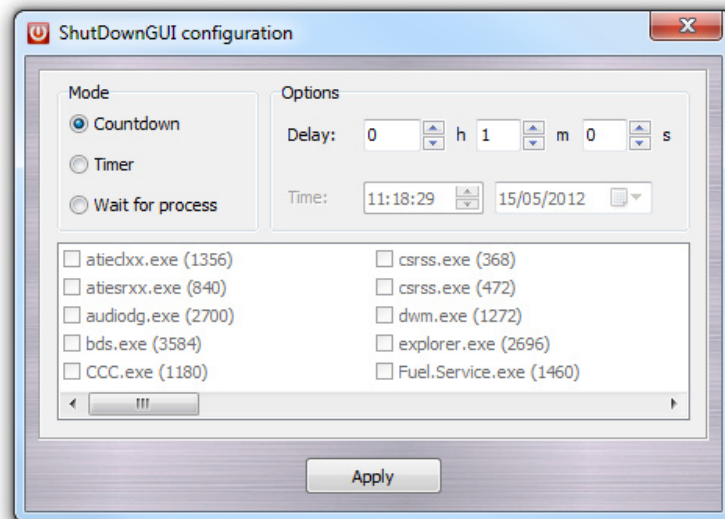 ShutDownGUI configuration
Mode
Countdown
Timer
Wait for process
Options
Delay: 0 h 1 m 0 s
Time: 11:18:29 15/05/2012
atieclxx.exe (1356) csrss.exe (368)
atiesrxx.exe (840) csrss.exe (472)
audiodg.exe (2700) dwm.exe (1272)
bds.exe (3584) explorer.exe (2696)
CCC.exe (1180) Fuel.Service.exe (1460)
Apply